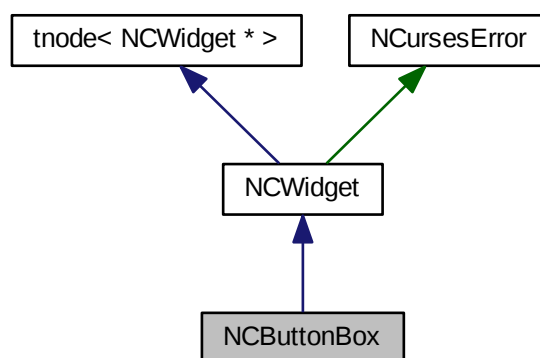 tnode< NCWidget * >
NCursesError
NCWidget
NCButtonBox